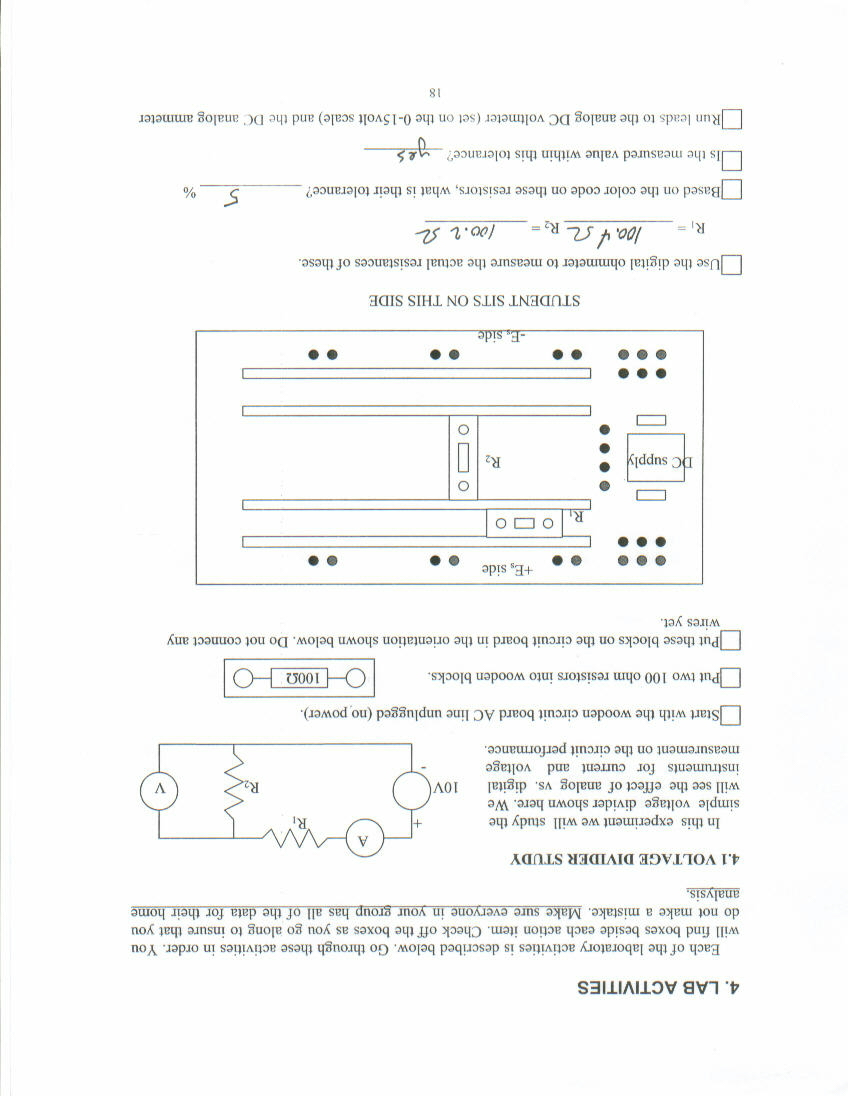 4. LAB ACTIVITIES
Each of the laboratory activities is described below. Go through these activities in order. You
will find boxes beside each action item. Check off the boxes as you go along to insure that you
do not make a mistake. Make sure everyone in your group has all of the data for their home
analysis.
4.1 VOLTAGE DIVIDER STUDY
In this experiment we will study the
simple voltage divider shown here. We
will see the effect of analog vs. digital
instruments for current and voltage
measurement on the circuit performance.
+
10V
-
A
R1
R2
V
Start with the wooden circuit board AC line unplugged (no power).
Put two 100 ohm resistors into wooden blocks.
100Ω
Put these blocks on the circuit board in the orientation shown below. Do not connect any
wires yet.
+Es side
R1
DC supply
R2
-Es side
STUDENT SITS ON THIS SIDE
Use the digital ohmmeter to measure the actual resistances of these.
R1 = 100.4 Ω R2 = 100.2 Ω
Based on the color code on these resistors, what is their tolerance? 5 %
Is the measured value within this tolerance? yes
Run leads to the analog DC voltmeter (set on the 0-15volt scale) and the DC analog ammeter
18